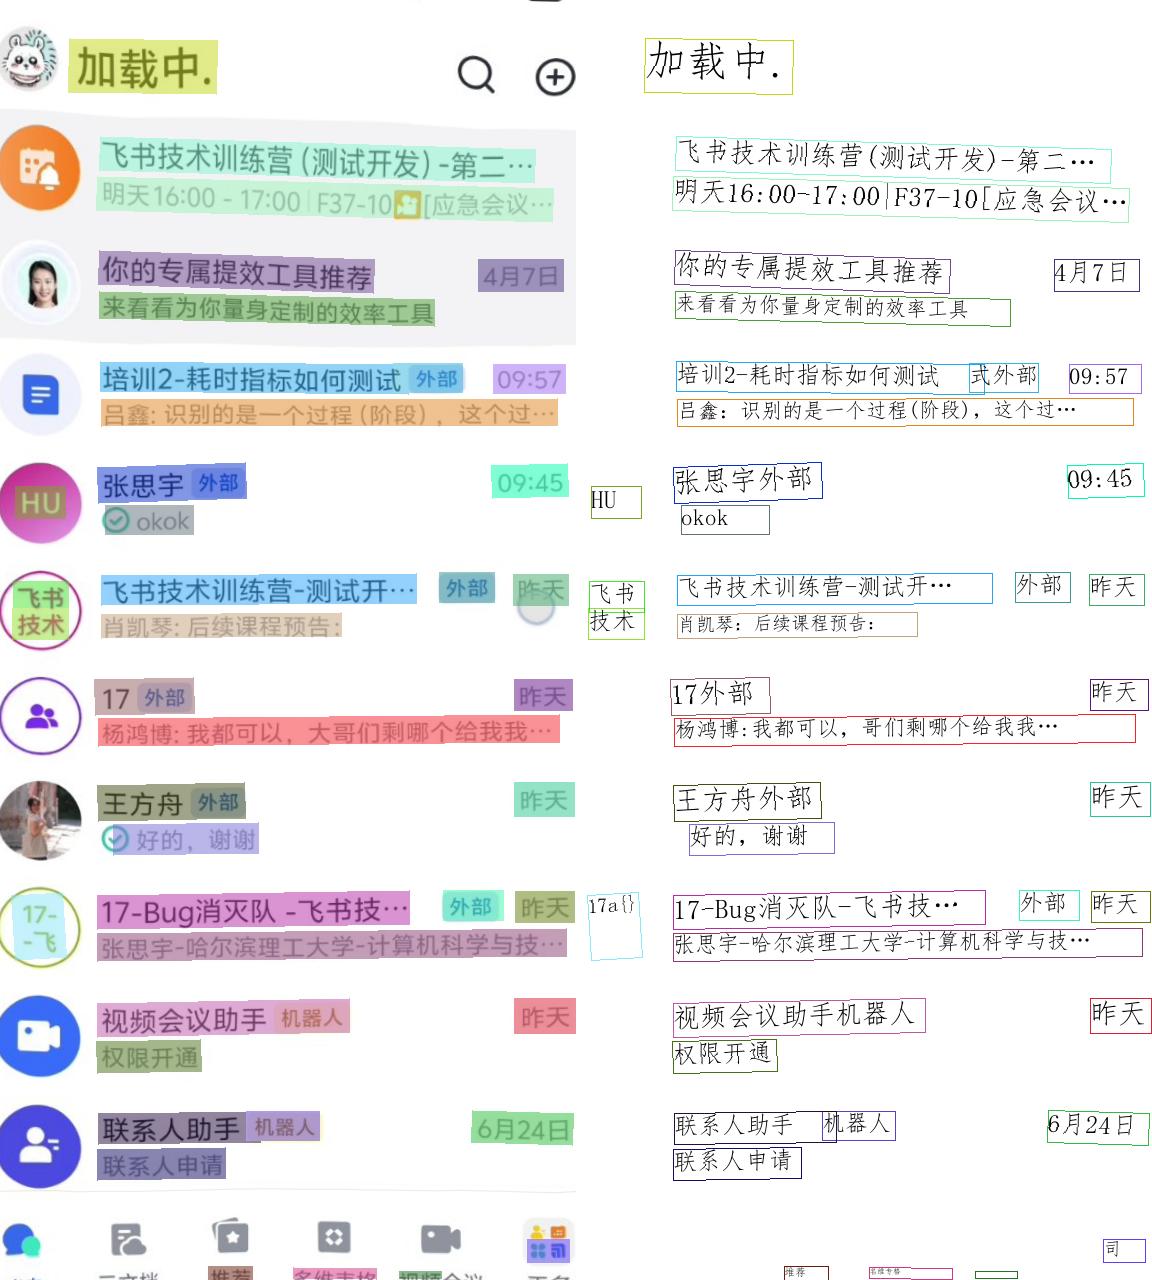 加载中.
加载中.
飞书技术训练营 (测试开发) -第二…
飞书技术训练营(测试开发)-第二…
明天16:00 - 17:00 | F37-10 [应急会议…
明天16:00-17:00|F37-10[应急会议…
你的专属提效工具推荐 4月7日
你的专属提效工具推荐 4月7日
来看看为你量身定制的效率工具
来看看为你量身定制的效率工具
培训2-耗时指标如何测试 外部 09:57
培训2-耗时指标如何测试 式外部 09:57
吕鑫: 识别的是一个过程 (阶段) , 这个过…
吕鑫: 识别的是一个过程(阶段), 这个过…
HU 张思宇 外部 09:45
HU 张思宇外部 09:45
okok
okok
飞书 飞书技术训练营-测试开… 外部 昨天
飞书 飞书技术训练营-测试开… 外部 昨天
技术 肖凯琴: 后续课程预告:
技术 肖凯琴: 后续课程预告:
17 外部 昨天
17外部 昨天
杨鸿博: 我都可以, 大哥们剩哪个给我我…
杨鸿博:我都可以, 哥们剩哪个给我我…
王方舟 外部 昨天
王方舟外部 昨天
好的, 谢谢
好的, 谢谢
17- 17-Bug消灭队 -飞书技… 外部 昨天
17a{} 17-Bug消灭队-飞书技… 外部 昨天
-飞 张思宇-哈尔滨理工大学-计算机科学与技…
张思宇-哈尔滨理工大学-计算机科学与技…
视频会议助手 机器人 昨天
视频会议助手机器人 昨天
权限开通
权限开通
联系人助手 机器人 6月24日
联系人助手 机器人 6月24日
联系人申请
联系人申请
司
云文档 推荐 多维表格 视频会议
推荐